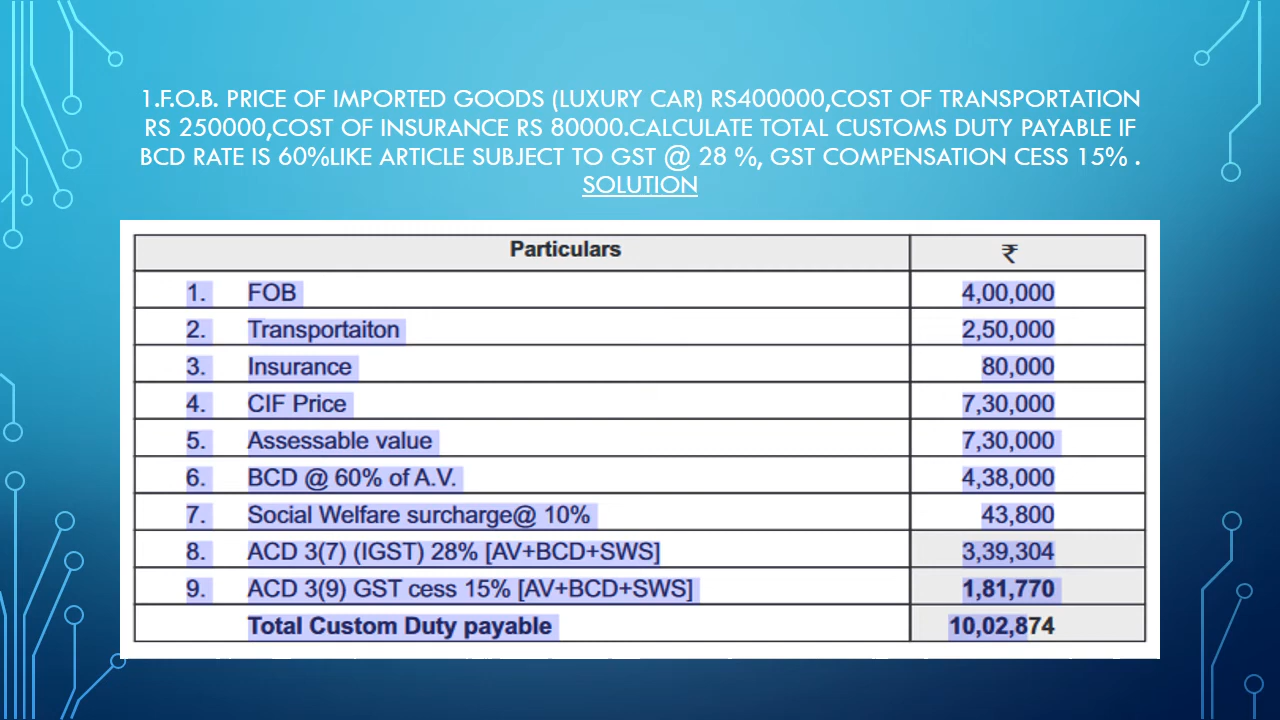 1.F.O.B. PRICE OF IMPORTED GOODS (LUXURY CAR) RS400000,COST OF TRANSPORTATION
RS 250000,COST OF INSURANCE RS 80000.CALCULATE TOTAL CUSTOMS DUTY PAYABLE IF
BCD RATE IS 60%LIKE ARTICLE SUBJECT TO GST @ 28 %, GST COMPENSATION CESS 15% .
SOLUTION
Particulars ₹
1. FOB 4,00,000
2. Transportaiton 2,50,000
3. Insurance 80,000
4. CIF Price 7,30,000
5. Assessable value 7,30,000
6. BCD @ 60% of A.V. 4,38,000
7. Social Welfare surcharge@ 10% 43,800
8. ACD 3(7) (IGST) 28% [AV+BCD+SWS] 3,39,304
9. ACD 3(9) GST cess 15% [AV+BCD+SWS] 1,81,770
Total Custom Duty payable 10,02,874